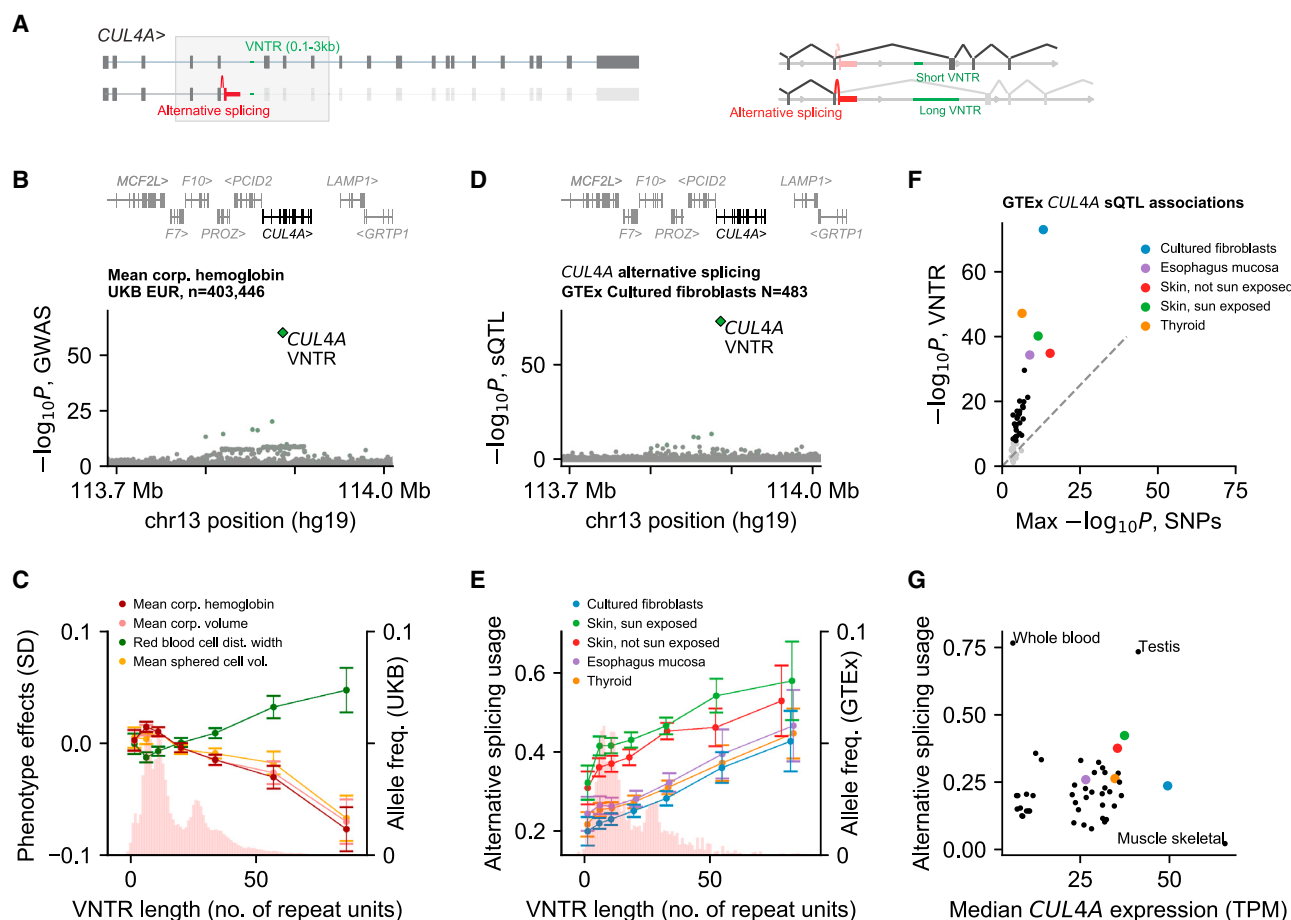 A
CUL4A>
VNTR (0.1-3kb)
Alternative splicing
Short VNTR
Alternative splicing
Long VNTR
B
MCF2L>
F10>
<PCID2
LAMP1>
F7>
PROZ>
CUL4A>
<GRTP1
Mean corp. hemoglobin
UKB EUR, n=403,446
CUL4A
VNTR
−log10P, GWAS
50
25
0
113.7 Mb
114.0 Mb
chr13 position (hg19)
D
MCF2L>
F10>
<PCID2
LAMP1>
F7>
PROZ>
CUL4A>
<GRTP1
CUL4A alternative splicing
GTEx Cultured fibroblasts N=483
CUL4A
VNTR
−log10P, sQTL
50
0
113.7 Mb
114.0 Mb
chr13 position (hg19)
F
GTEx CUL4A sQTL associations
Cultured fibroblasts
Esophagus mucosa
Skin, not sun exposed
Skin, sun exposed
Thyroid
−log10P, VNTR
60
40
20
0
0
25
50
75
Max −log10P, SNPs
C
Mean corp. hemoglobin
Mean corp. volume
Red blood cell dist. width
Mean sphered cell vol.
Phenotype effects (SD)
0.1
0.0
−0.1
0.1
0
Allele freq. (UKB)
0
50
VNTR length (no. of repeat units)
E
Cultured fibroblasts
Skin, sun exposed
Skin, not sun exposed
Esophagus mucosa
Thyroid
Alternative splicing usage
0.6
0.4
0.2
0.1
0
Allele freq. (GTEx)
0
50
VNTR length (no. of repeat units)
G
Whole blood
Testis
Muscle skeletal
Alternative splicing usage
0.75
0.50
0.25
0.00
25
50
Median CUL4A expression (TPM)